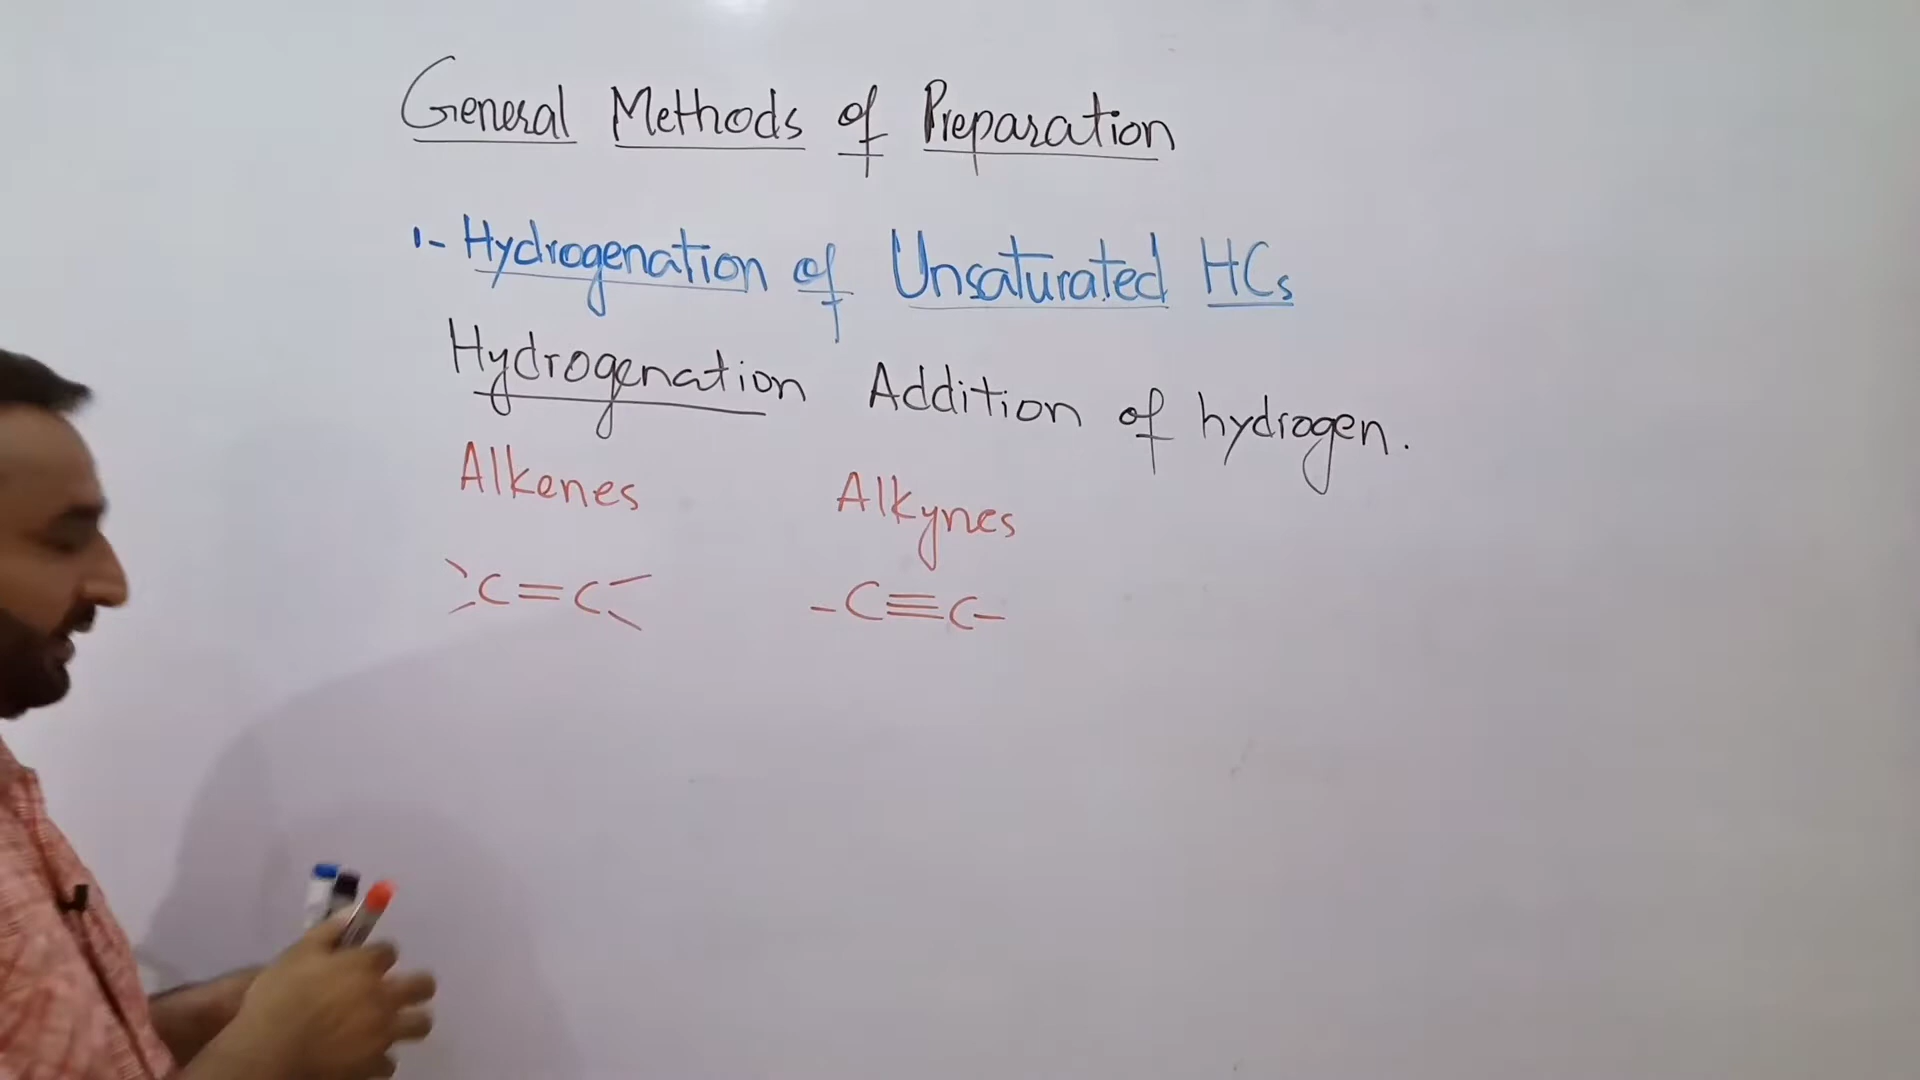 General Methods of Preparation
1- Hydrogenation of Unsaturated HCs
Hydrogenation Addition of hydrogen.
Alkenes Alkynes
>C=C< -C≡C-